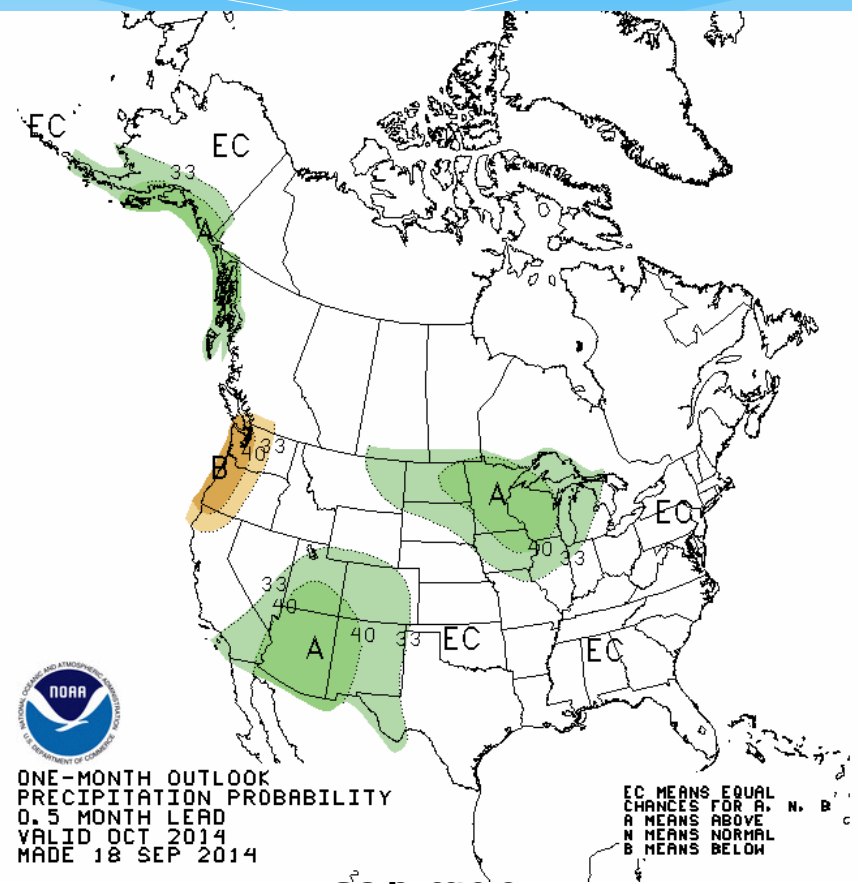 EC
EC
33
A
33
40
B
A
EC
40
33
33
40
40
33
EC
EC
A
NATIONAL OCEANIC AND ATMOSPHERIC ADMINISTRATION
NOAA
U.S. DEPARTMENT OF COMMERCE
ONE-MONTH OUTLOOK
PRECIPITATION PROBABILITY
0.5 MONTH LEAD
VALID OCT 2014
MADE 18 SEP 2014
EC MEANS EQUAL
CHANCES FOR A, N, B
A MEANS ABOVE
N MEANS NORMAL
B MEANS BELOW